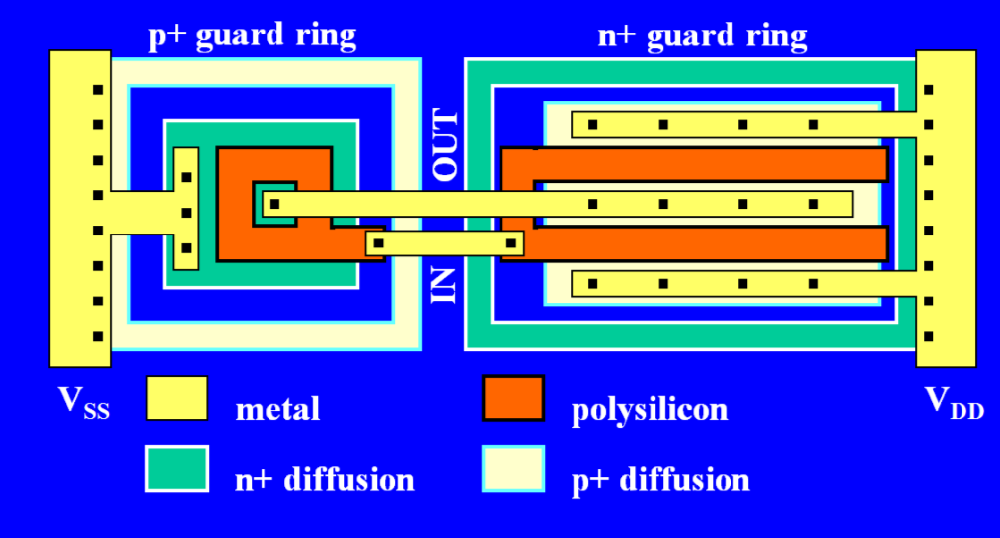 p+ guard ring
n+ guard ring
OUT
IN
VSS
VDD
metal
polysilicon
n+ diffusion
p+ diffusion